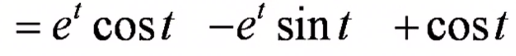 = e^t cos t − e^t sin t + cos t